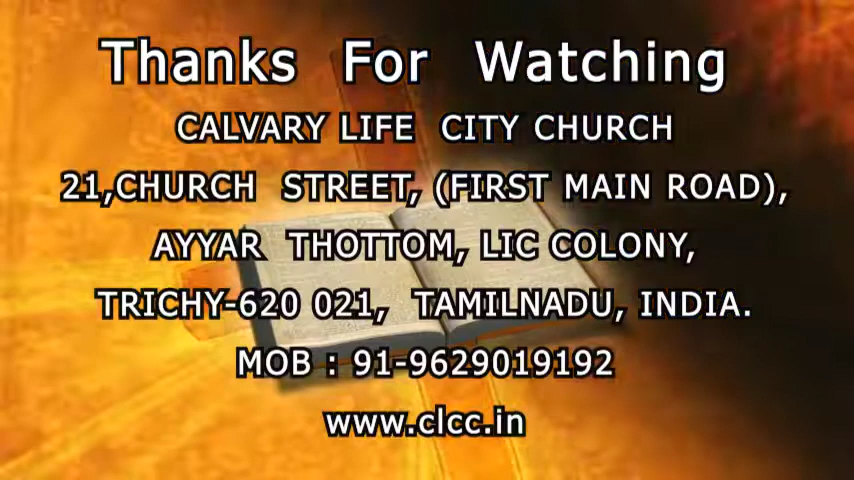 Thanks For Watching
CALVARY LIFE CITY CHURCH
21,CHURCH STREET, (FIRST MAIN ROAD),
AYYAR THOTTOM, LIC COLONY,
TRICHY-620 021, TAMILNADU, INDIA.
MOB : 91-9629019192
www.clcc.in